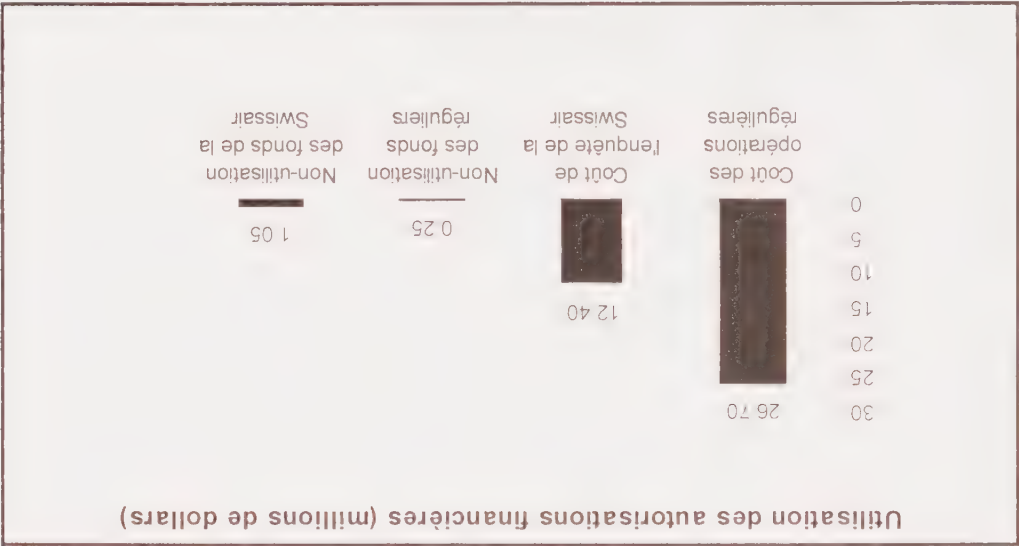 Utilisation des autorisations financières (millions de dollars)
30
25
20
15
10
5
0
26 70
12 40
0 25
1 05
Coût des
opérations
régulières
Coût de
l'enquête de la
Swissair
Non-utilisation
des fonds
réguliers
Non-utilisation
des fonds de la
Swissair